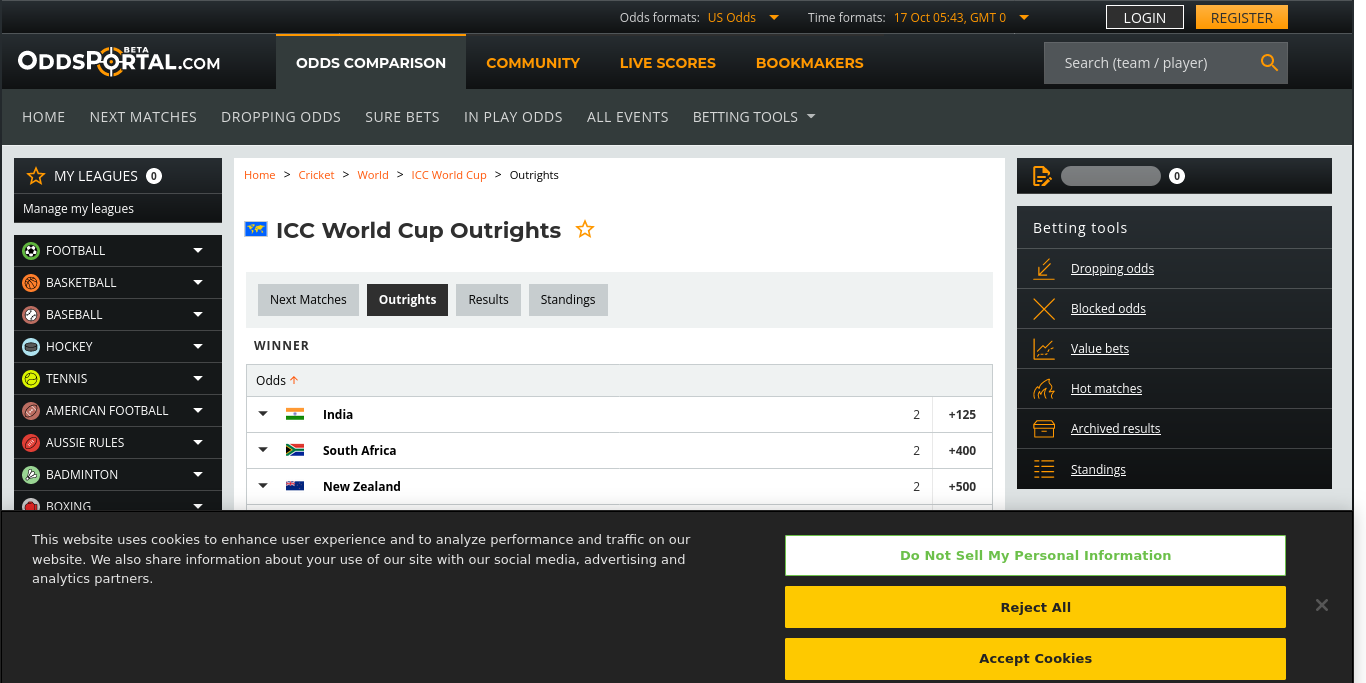 Odds formats: US Odds Time formats: 17 Oct 05:43, GMT 0 LOGIN REGISTER
ODDSPORTAL.COM BETA
ODDS COMPARISON COMMUNITY LIVE SCORES BOOKMAKERS Search (team / player)
HOME NEXT MATCHES DROPPING ODDS SURE BETS IN PLAY ODDS ALL EVENTS BETTING TOOLS
MY LEAGUES 0
Manage my leagues
FOOTBALL
BASKETBALL
BASEBALL
HOCKEY
TENNIS
AMERICAN FOOTBALL
AUSSIE RULES
BADMINTON
BOXING
Home > Cricket > World > ICC World Cup > Outrights
ICC World Cup Outrights
Next Matches Outrights Results Standings
WINNER
Odds
India 2 +125
South Africa 2 +400
New Zealand 2 +500
0
Betting tools
Dropping odds
Blocked odds
Value bets
Hot matches
Archived results
Standings
This website uses cookies to enhance user experience and to analyze performance and traffic on our
website. We also share information about your use of our site with our social media, advertising and
analytics partners.
Do Not Sell My Personal Information
Reject All
Accept Cookies